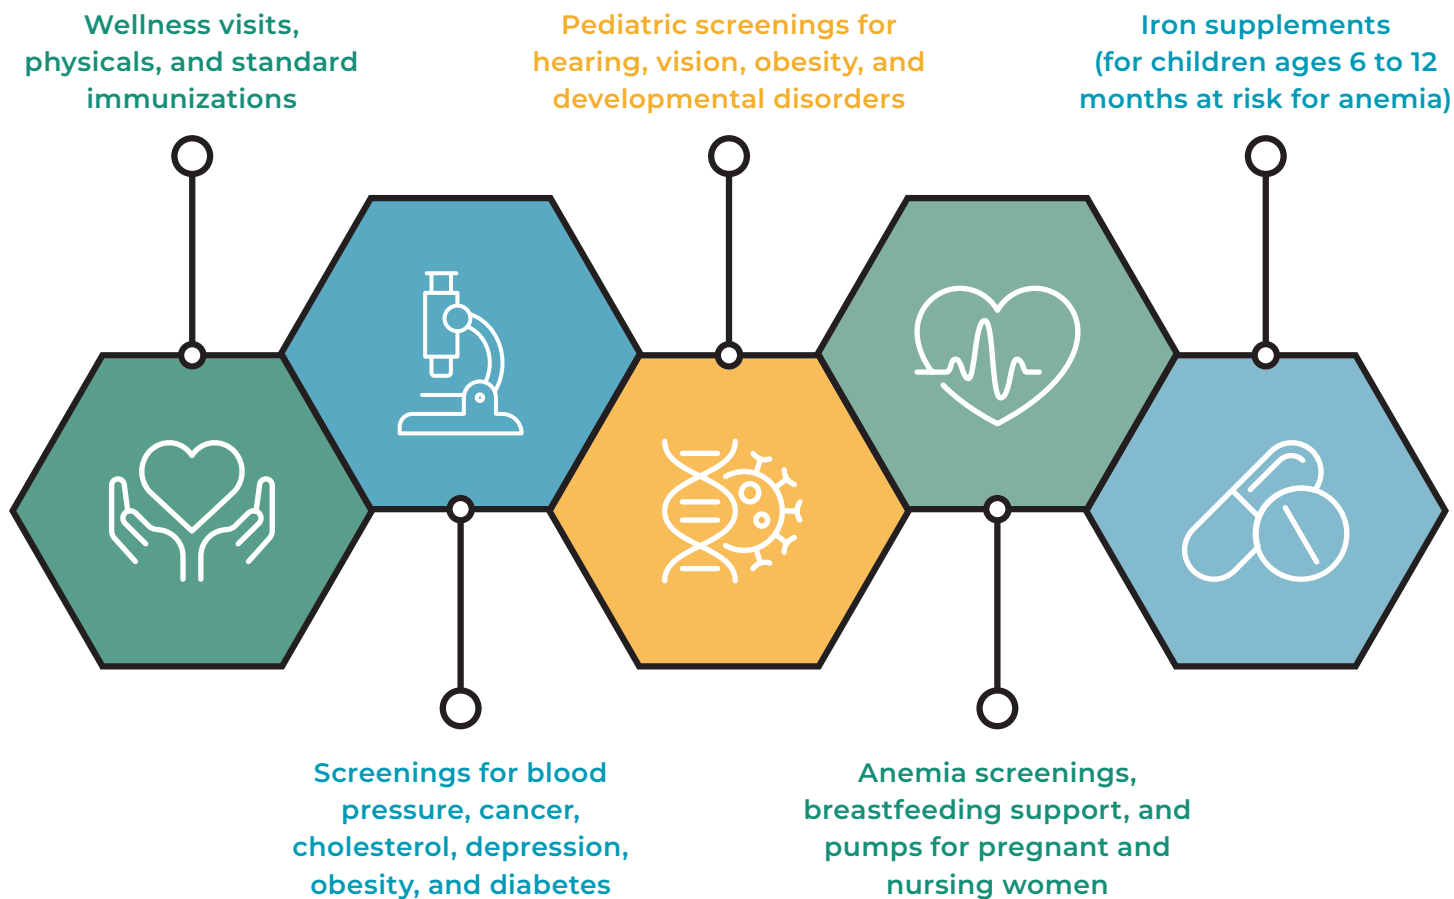 Wellness visits,
physicals, and standard
immunizations
Pediatric screenings for
hearing, vision, obesity, and
developmental disorders
Iron supplements
(for children ages 6 to 12
months at risk for anemia)
Screenings for blood
pressure, cancer,
cholesterol, depression,
obesity, and diabetes
Anemia screenings,
breastfeeding support, and
pumps for pregnant and
nursing women